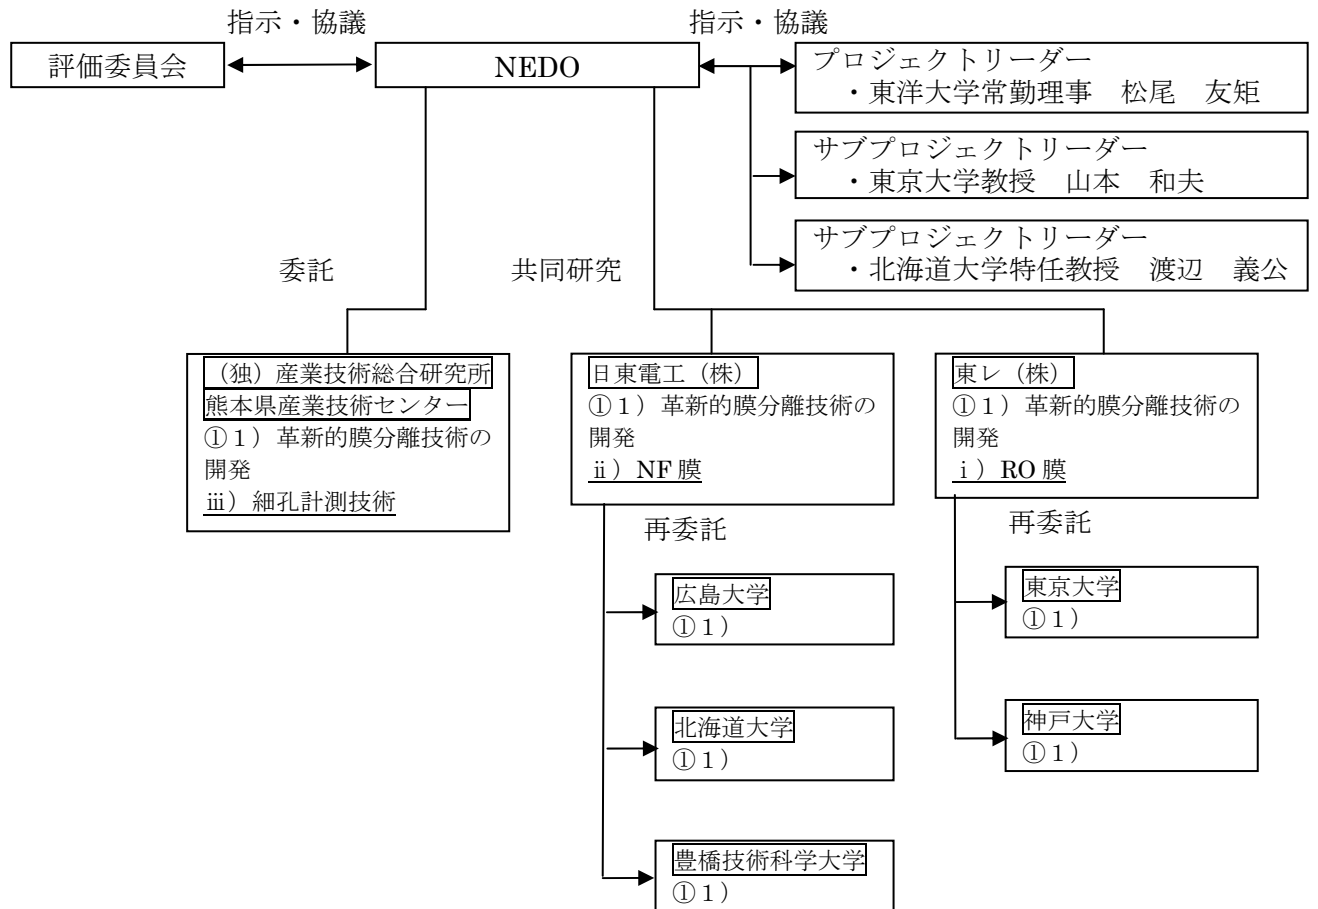 指示・協議
指示・協議
評価委員会
NEDO
プロジェクトリーダー
・東洋大学常勤理事 松尾 友矩
サブプロジェクトリーダー
・東京大学教授 山本 和夫
サブプロジェクトリーダー
・北海道大学特任教授 渡辺 義公
委託
共同研究
（独）産業技術総合研究所
熊本県産業技術センター
①１）革新的膜分離技術の
開発
ⅲ）細孔計測技術
日東電工（株）
①１）革新的膜分離技術の
開発
ⅱ）NF 膜
東レ（株）
①１）革新的膜分離技術の
開発
ⅰ）RO 膜
再委託
広島大学
①１）
北海道大学
①１）
豊橋技術科学大学
①１）
再委託
東京大学
①１）
神戸大学
①１）